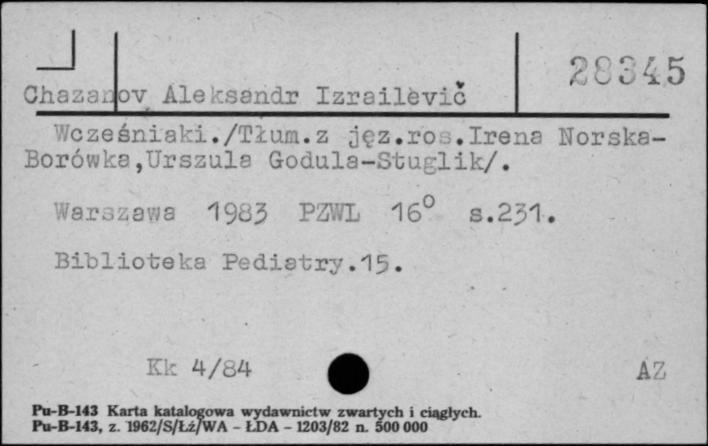 28345
Chazanov Aleksandr Izrailevič
Wcześniaki./Tłum.z jęz.ros.Irena Norska-
Borówka,Urszula Godula-Stuglik/.
Warszawa 1983 PZWL 16° s.231.
Biblioteka Pediatry.15.
Kk 4/84 AZ
Pu-B-143 Karta katalogowa wydawnictw zwartych i ciągłych.
Pu-B-143, z. 1962/S/Łź/WA - ŁDA - 1203/82 n. 500 000